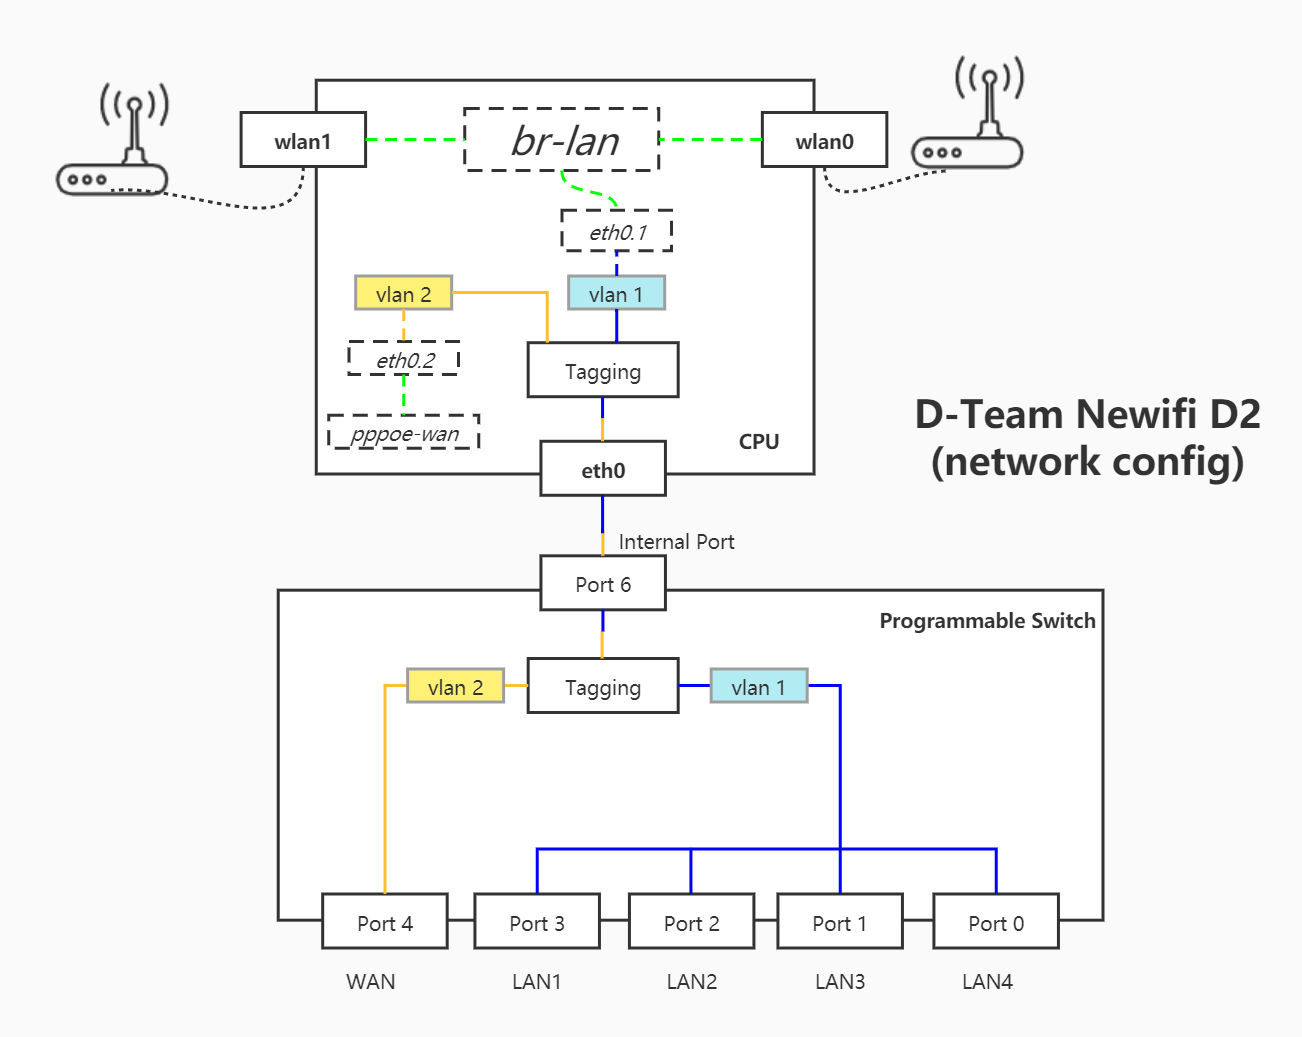 wlan1
br-lan
wlan0
eth0.1
vlan 2
vlan 1
eth0.2
Tagging
pppoe-wan
CPU
eth0
D-Team Newifi D2
(network config)
Internal Port
Port 6
Programmable Switch
vlan 2
Tagging
vlan 1
Port 4
Port 3
Port 2
Port 1
Port 0
WAN
LAN1
LAN2
LAN3
LAN4